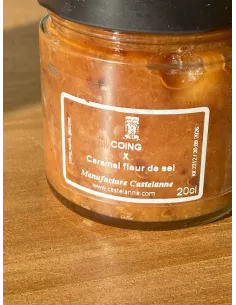 COING
X
Caramel fleur de sel
Manufacture Castelanne
www.castelanne.com
20cl